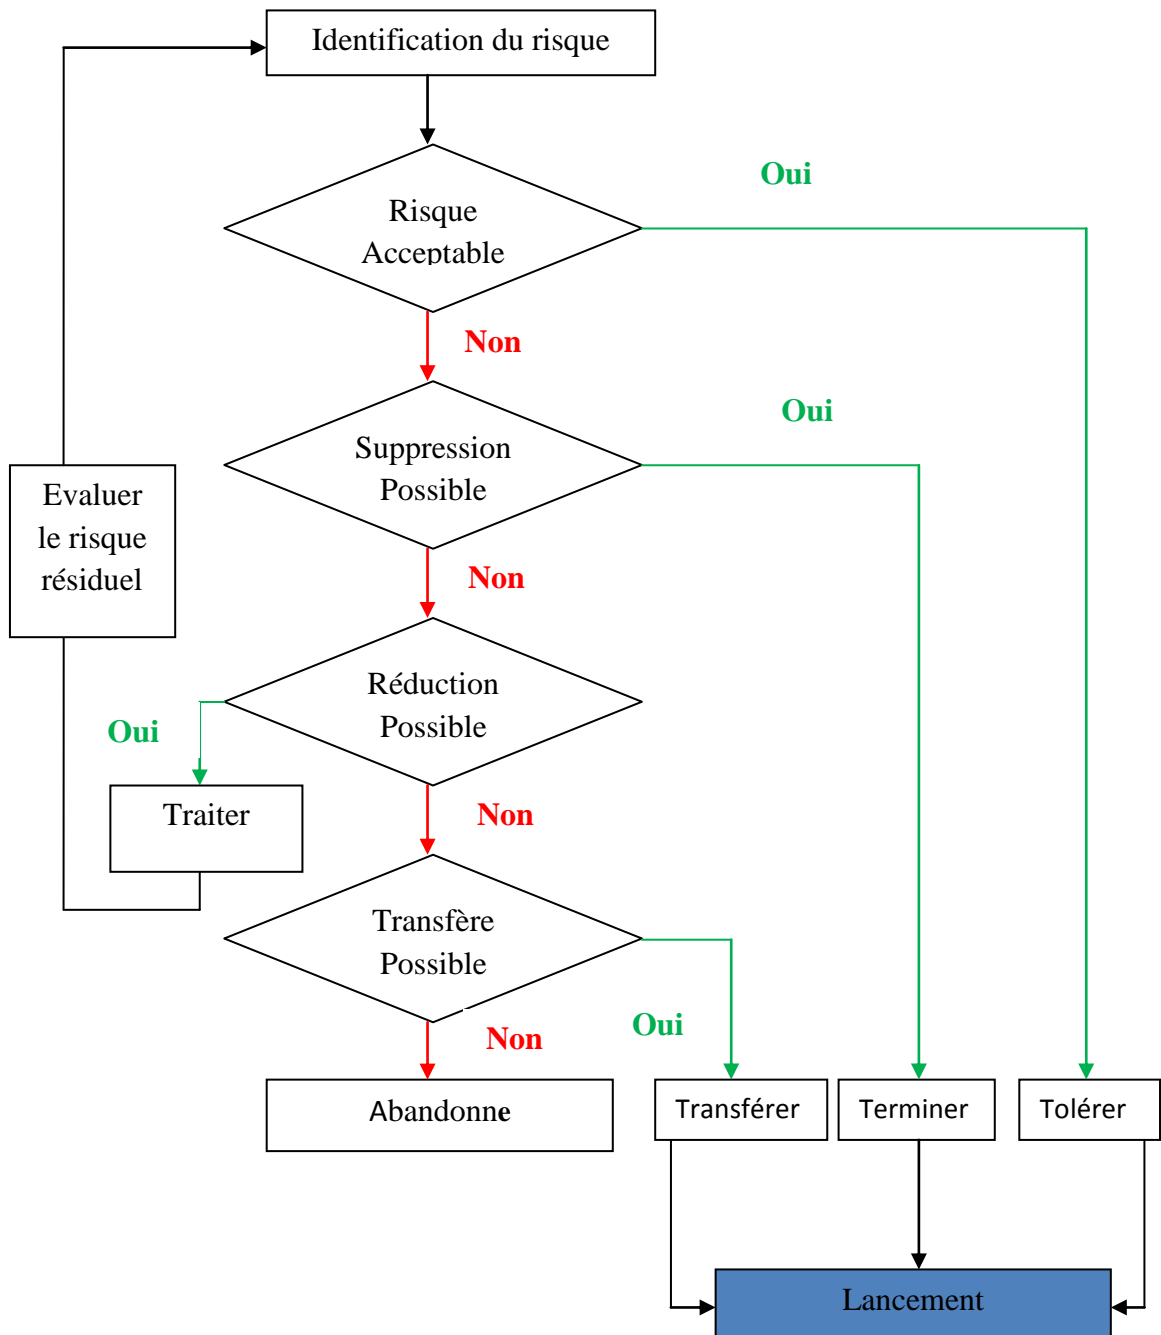 Identification du risque
Oui
Risque
Acceptable
Non
Oui
Suppression
Possible
Evaluer
le risque
résiduel
Non
Réduction
Possible
Oui
Traiter
Non
Transfère
Possible
Oui
Non
Abandonne
Transférer
Terminer
Tolérer
Lancement